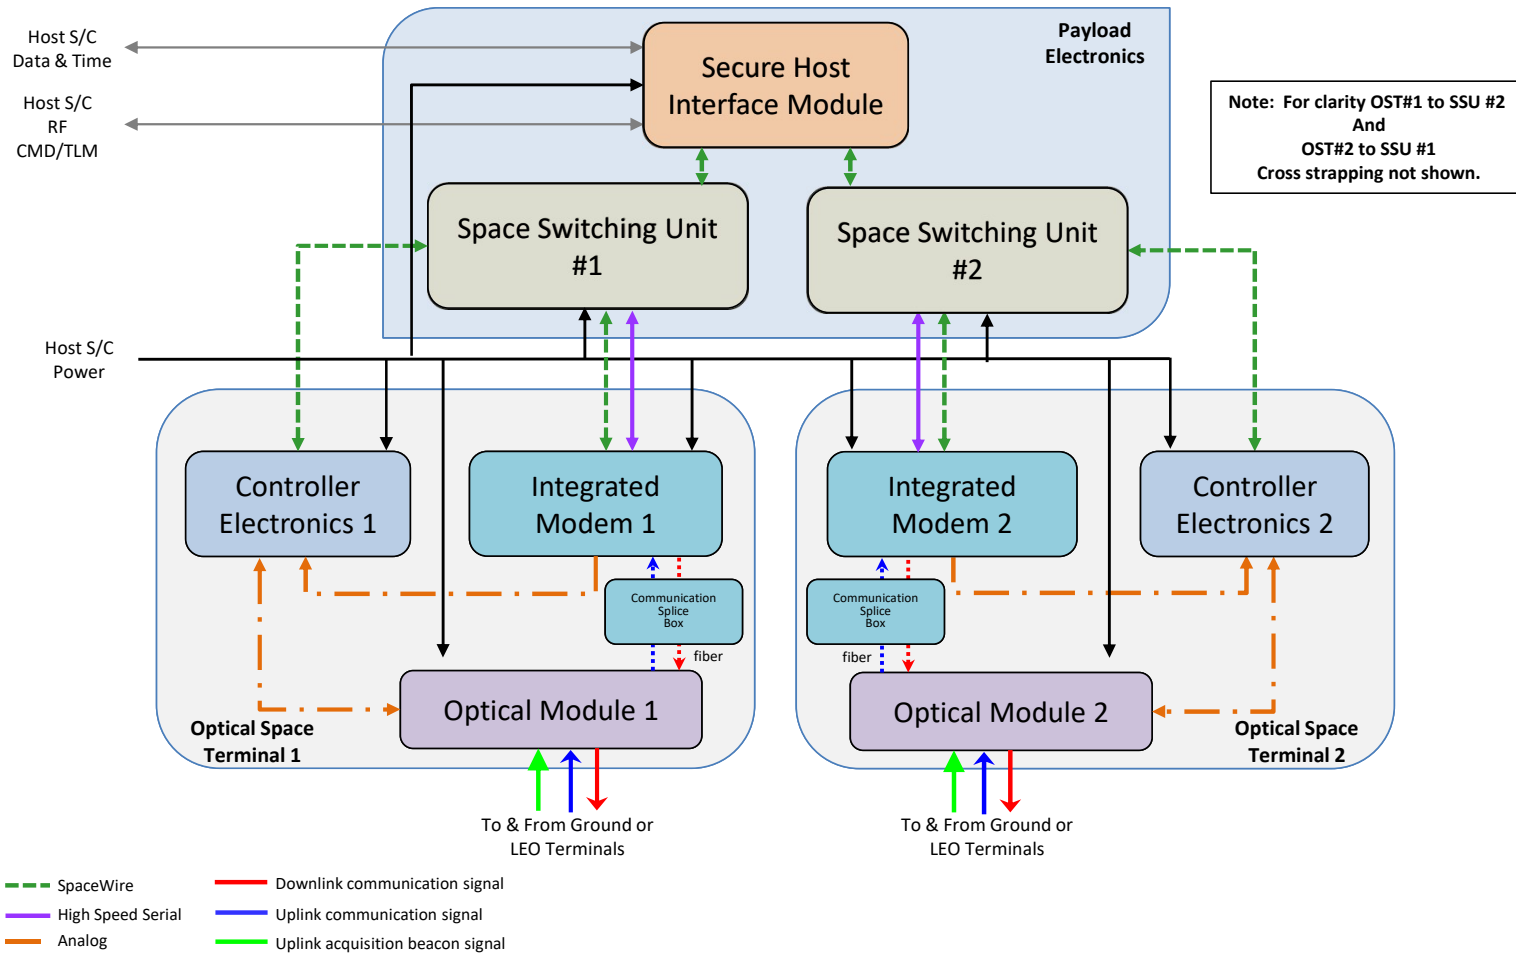 Host S/C
Data & Time
Host S/C
RF
CMD/TLM
Payload
Electronics
Secure Host
Interface Module
Note:  For clarity OST#1 to SSU #2
And
OST#2 to SSU #1
Cross strapping not shown.
Space Switching Unit
#1
Space Switching Unit
#2
Host S/C
Power
Controller
Electronics 1
Integrated
Modem 1
Integrated
Modem 2
Controller
Electronics 2
Communication
Splice
Box
fiber
Communication
Splice
Box
fiber
Optical Module 1
Optical Module 2
Optical Space
Terminal 1
Optical Space
Terminal 2
To & From Ground or
LEO Terminals
To & From Ground or
LEO Terminals
SpaceWire
High Speed Serial
Analog
Downlink communication signal
Uplink communication signal
Uplink acquisition beacon signal